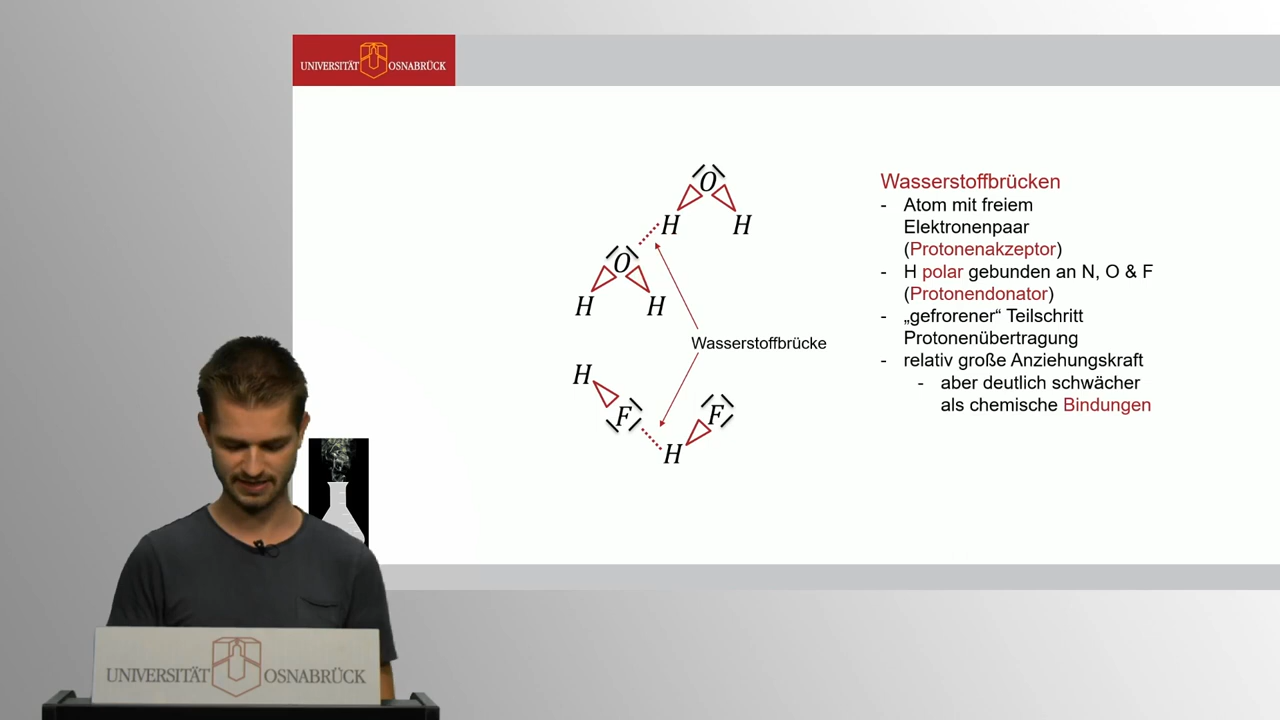 UNIVERSITÄT OSNABRÜCK
O
H H
O
H H
Wasserstoffbrücke
H
F F
H
Wasserstoffbrücken
- Atom mit freiem
Elektronenpaar
(Protonenakzeptor)
- H polar gebunden an N, O & F
(Protonendonator)
- „gefrorener“ Teilschritt
Protonenübertragung
- relativ große Anziehungskraft
- aber deutlich schwächer
als chemische Bindungen
UNIVERSITÄT OSNABRÜCK